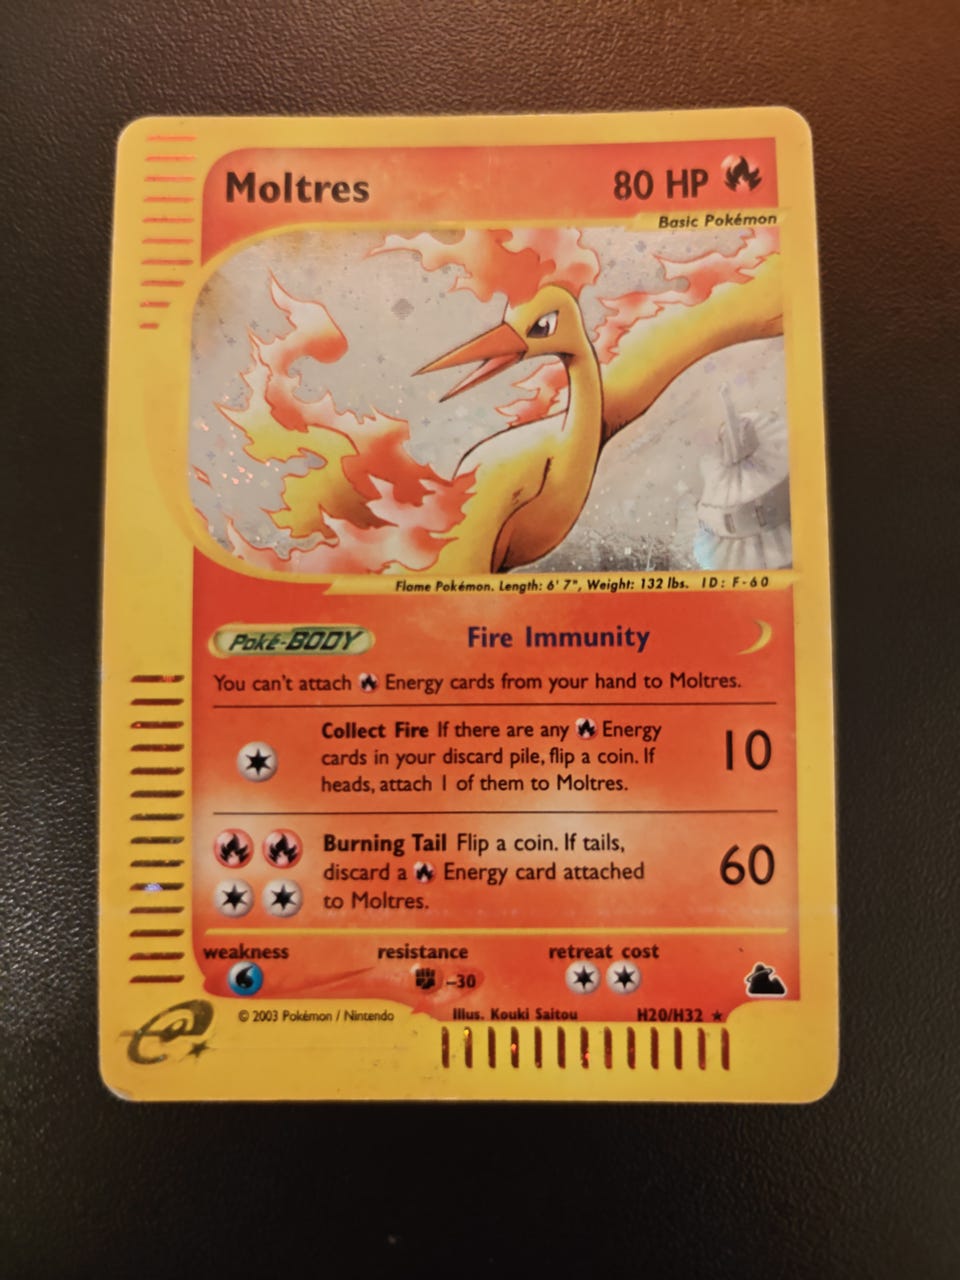 Moltres 80 HP
Basic Pokémon
Flame Pokémon. Length: 6' 7", Weight: 132 lbs. ID: F-60
Poké-BODY Fire Immunity
You can't attach Energy cards from your hand to Moltres.
Collect Fire If there are any Energy
cards in your discard pile, flip a coin. If
heads, attach 1 of them to Moltres.
10
Burning Tail Flip a coin. If tails,
discard a Energy card attached
to Moltres.
60
weakness resistance retreat cost
-30
e
© 2003 Pokémon / Nintendo Illus. Kouki Saitou H20/H32 ★